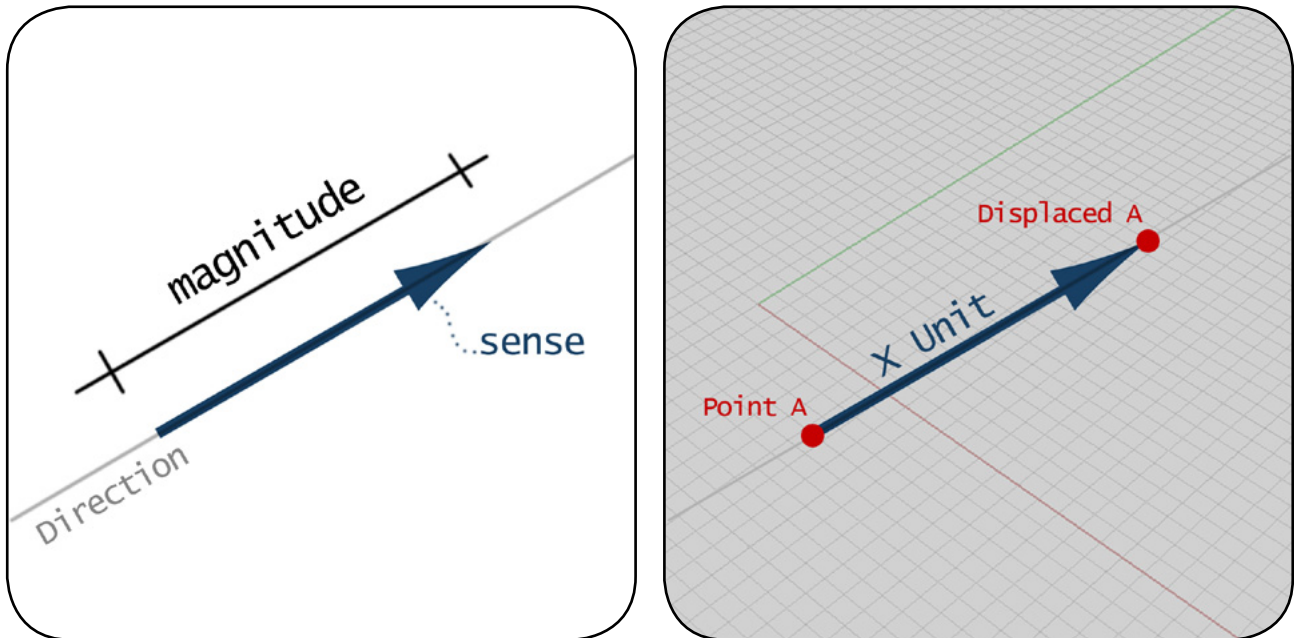 magnitude
sense
Direction
Displaced A
X Unit
Point A